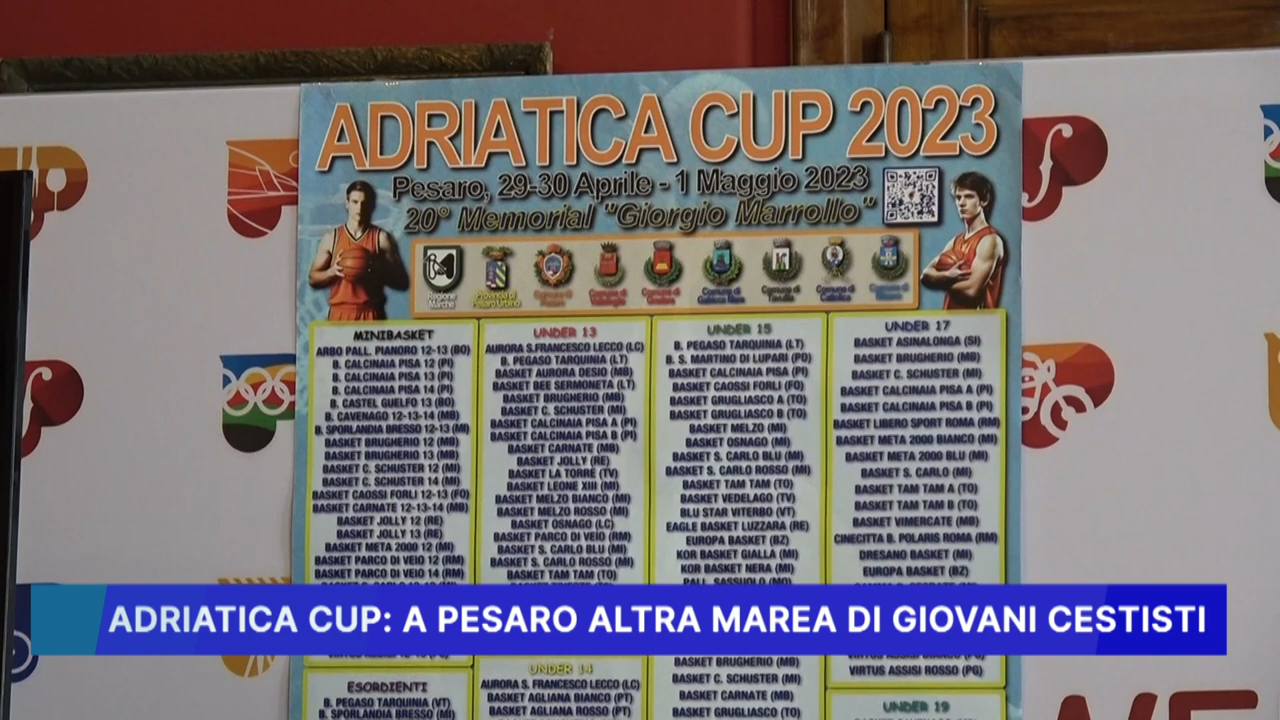 ADRIATICA CUP 2023
Pesaro, 29-30 Aprile - 1 Maggio 2023
20° Memorial "Giorgio Marrollo"
Regione Marche
Provincia di Pesaro Urbino
MINIBASKET
ARBO PALL. PIANORO 12-13 (BO)
B. CALCINAIA PISA 12 (PI)
B. CALCINAIA PISA 13 (PI)
B. CALCINAIA PISA 14 (PI)
B. CASTEL GUELFO 13 (BO)
B. CAVENAGO 12-13-14 (MB)
B. SPORLANDIA BRESSO 12-13 (MI)
BASKET BRUGHERIO 12 (MB)
BASKET BRUGHERIO 13 (MB)
BASKET C. SCHUSTER 12 (MI)
BASKET C. SCHUSTER 14 (MI)
BASKET CAOSSI FORLI 12-13 (FO)
BASKET CARNATE 12-13-14 (MB)
BASKET JOLLY 12 (RE)
BASKET JOLLY 13 (RE)
BASKET META 2000 12 (MI)
BASKET PARCO DI VEIO 12 (RM)
BASKET PARCO DI VEIO 14 (RM)
ESORDIENTI
B. PEGASO TARQUINIA (VT)
B. SPORLANDIA BRESSO (MI)
UNDER 13
AURORA S.FRANCESCO LECCO (LC)
B. PEGASO TARQUINIA (LT)
BASKET AURORA DESIO (MB)
BASKET BEE SERMONETA (LT)
BASKET BRUGHERIO (MB)
BASKET C. SCHUSTER (MI)
BASKET CALCINAIA PISA A (PI)
BASKET CALCINAIA PISA B (PI)
BASKET CARNATE (MB)
BASKET JOLLY (RE)
BASKET LA TORRE (TV)
BASKET LEONE XIII (MI)
BASKET MELZO BIANCO (MI)
BASKET MELZO ROSSO (MI)
BASKET OSNAGO (LC)
BASKET PARCO DI VEIO (RM)
BASKET S. CARLO BLU (MI)
BASKET S. CARLO ROSSO (MI)
BASKET TAM TAM (TO)
UNDER 14
AURORA S. FRANCESCO LECCO (LC)
BASKET AGLIANA BIANCO (PT)
BASKET AGLIANA ROSSO (PT)
UNDER 15
B. PEGASO TARQUINIA (LT)
B. S. MARTINO DI LUPARI (PD)
BASKET CALCINAIA PISA (PI)
BASKET CAOSSI FORLI (FO)
BASKET GRUGLIASCO A (TO)
BASKET GRUGLIASCO B (TO)
BASKET MELZO (MI)
BASKET OSNAGO (MI)
BASKET S. CARLO BLU (MI)
BASKET S. CARLO ROSSO (MI)
BASKET TAM TAM (TO)
BASKET VEDELAGO (TV)
BLU STAR VITERBO (VT)
EAGLE BASKET LUZZARA (RE)
EUROPA BASKET (BZ)
KOR BASKET GIALLA (MI)
KOR BASKET NERA (MI)
PALL. SASSUOLO (MO)
BASKET BRUGHERIO (MB)
BASKET C. SCHUSTER (MI)
BASKET CARNATE (MB)
BASKET GRUGLIASCO (TO)
UNDER 17
BASKET ASINALONGA (SI)
BASKET BRUGHERIO (MB)
BASKET C. SCHUSTER (MI)
BASKET CALCINAIA PISA A (PI)
BASKET CALCINAIA PISA B (PI)
BASKET LIBERO SPORT ROMA (RM)
BASKET META 2000 BIANCO (MI)
BASKET META 2000 BLU (MI)
BASKET S. CARLO (MI)
BASKET TAM TAM A (TO)
BASKET TAM TAM B (TO)
BASKET VIMERCATE (MB)
CINECITTA B. POLARIS ROMA (RM)
DRESANO BASKET (MI)
EUROPA BASKET (BZ)
VIRTUS ASSISI ROSSO (PG)
UNDER 19
ADRIATICA CUP: A PESARO ALTRA MAREA DI GIOVANI CESTISTI